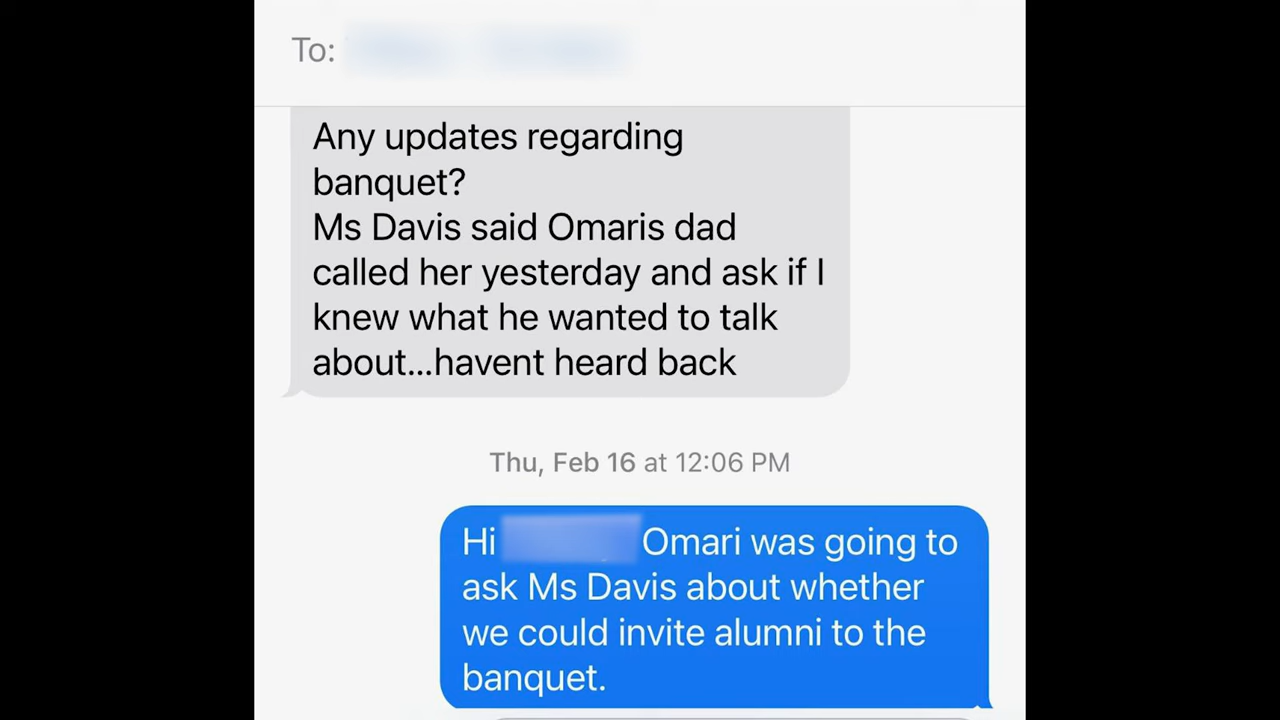 To:
Any updates regarding
banquet?
Ms Davis said Omaris dad
called her yesterday and ask if I
knew what he wanted to talk
about...havent heard back
Thu, Feb 16 at 12:06 PM
Hi Omari was going to
ask Ms Davis about whether
we could invite alumni to the
banquet.